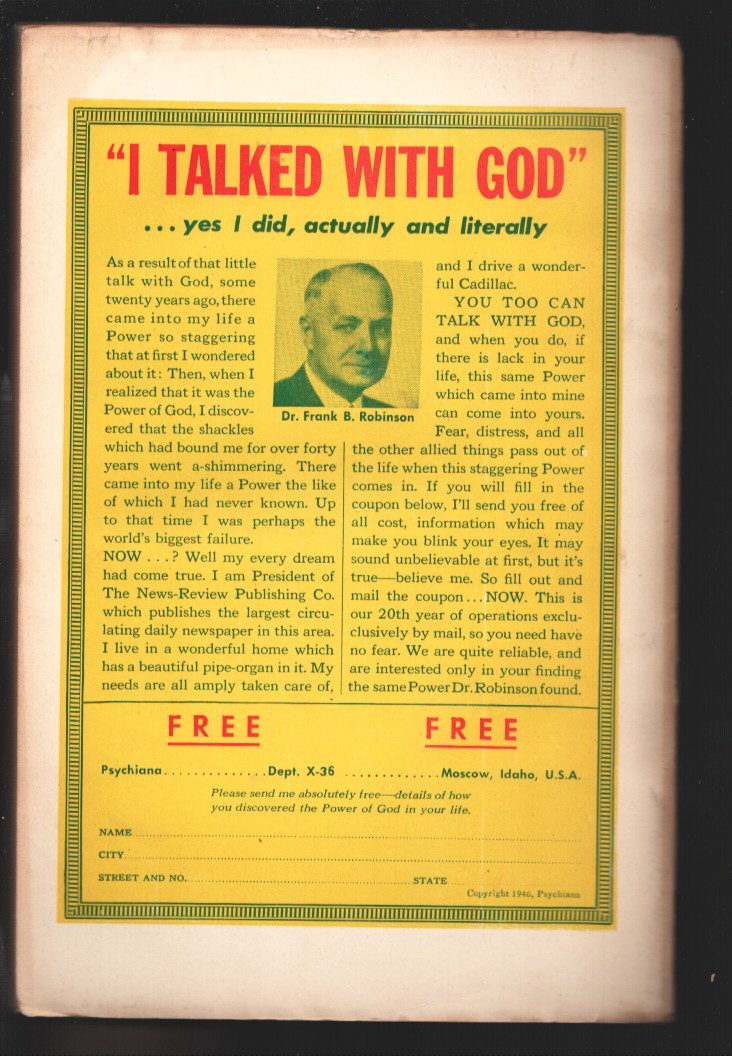 “I TALKED WITH GOD”
...yes I did, actually and literally
As a result of that little
talk with God, some
twenty years ago, there
came into my life a
Power so staggering
that at first I wondered
about it: Then, when I
realized that it was the
Power of God, I discov-
ered that the shackles
which had bound me for over forty
years went a-shimmering. There
came into my life a Power the like
of which I had never known. Up
to that time I was perhaps the
world's biggest failure.
NOW ...? Well my every dream
had come true. I am President of
The News-Review Publishing Co.
which publishes the largest circu-
lating daily newspaper in this area.
I live in a wonderful home which
has a beautiful pipe-organ in it. My
needs are all amply taken care of,
Dr. Frank B. Robinson
and I drive a wonder-
ful Cadillac.
YOU TOO CAN
TALK WITH GOD,
and when you do, if
there is lack in your
life, this same Power
which came into mine
can come into yours.
Fear, distress, and all
the other allied things pass out of
the life when this staggering Power
comes in. If you will fill in the
coupon below, I'll send you free of
all cost, information which may
make you blink your eyes. It may
sound unbelievable at first, but it's
true—believe me. So fill out and
mail the coupon...NOW. This is
our 20th year of operations exclu-
clusively by mail, so you need have
no fear. We are quite reliable, and
are interested only in your finding
the same Power Dr. Robinson found.
FREE FREE
Psychiana..............Dept. X-36 .............Moscow, Idaho, U.S.A.
Please send me absolutely free—details of how
you discovered the Power of God in your life.
NAME
CITY
STREET AND NO. STATE
Copyright 1946, Psychiana